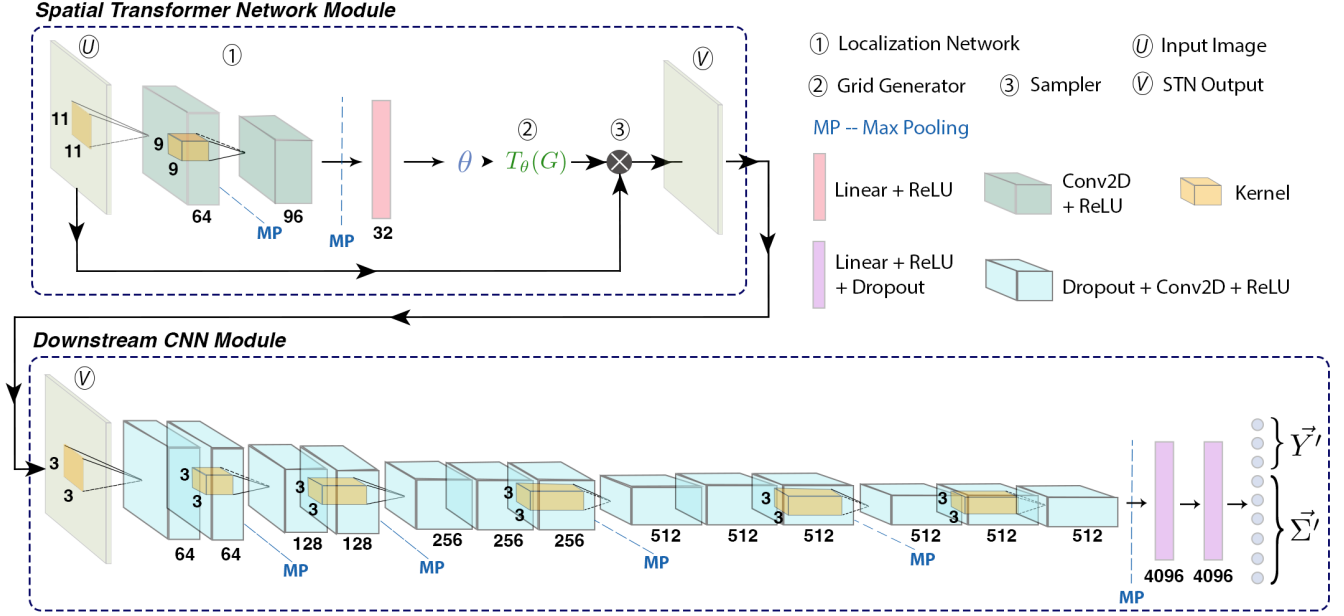 Spatial Transformer Network Module
U
1
V
11
11
9
9
64
MP
96
MP
32
θ
2
T_θ(G)
3
1 Localization Network
U Input Image
2 Grid Generator
3 Sampler
V STN Output
MP -- Max Pooling
Linear + ReLU
Conv2D
+ ReLU
Kernel
Linear + ReLU
+ Dropout
Dropout + Conv2D + ReLU
Downstream CNN Module
V
3
3
64
3
3
64
MP
128
3
3
128
MP
256
256
3
3
256
MP
512
512
3
3
512
MP
512
3
3
512
512
MP
4096
4096
Y⃗′
Σ⃗′